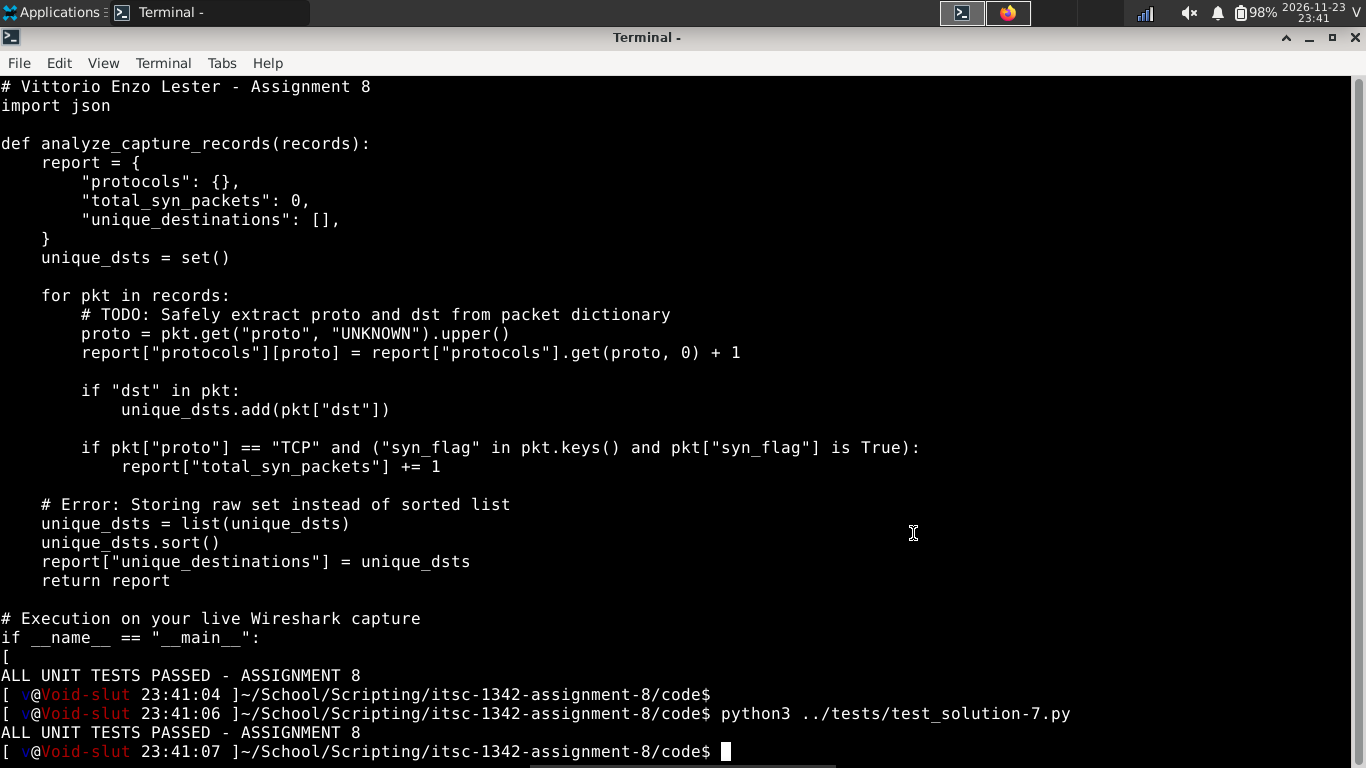 Applications Terminal - 98% 2026-11-23 V
23:41
Terminal -
File Edit View Terminal Tabs Help
# Vittorio Enzo Lester - Assignment 8
import json

def analyze_capture_records(records):
    report = {
        "protocols": {},
        "total_syn_packets": 0,
        "unique_destinations": [],
    }
    unique_dsts = set()

    for pkt in records:
        # TODO: Safely extract proto and dst from packet dictionary
        proto = pkt.get("proto", "UNKNOWN").upper()
        report["protocols"][proto] = report["protocols"].get(proto, 0) + 1

        if "dst" in pkt:
            unique_dsts.add(pkt["dst"])

        if pkt["proto"] == "TCP" and ("syn_flag" in pkt.keys() and pkt["syn_flag"] is True):
            report["total_syn_packets"] += 1

    # Error: Storing raw set instead of sorted list
    unique_dsts = list(unique_dsts)
    unique_dsts.sort()
    report["unique_destinations"] = unique_dsts
    return report

# Execution on your live Wireshark capture
if __name__ == "__main__":
[
ALL UNIT TESTS PASSED - ASSIGNMENT 8
[ v@Void-slut 23:41:04 ]~/School/Scripting/itsc-1342-assignment-8/code$
[ v@Void-slut 23:41:06 ]~/School/Scripting/itsc-1342-assignment-8/code$ python3 ../tests/test_solution-7.py
ALL UNIT TESTS PASSED - ASSIGNMENT 8
[ v@Void-slut 23:41:07 ]~/School/Scripting/itsc-1342-assignment-8/code$